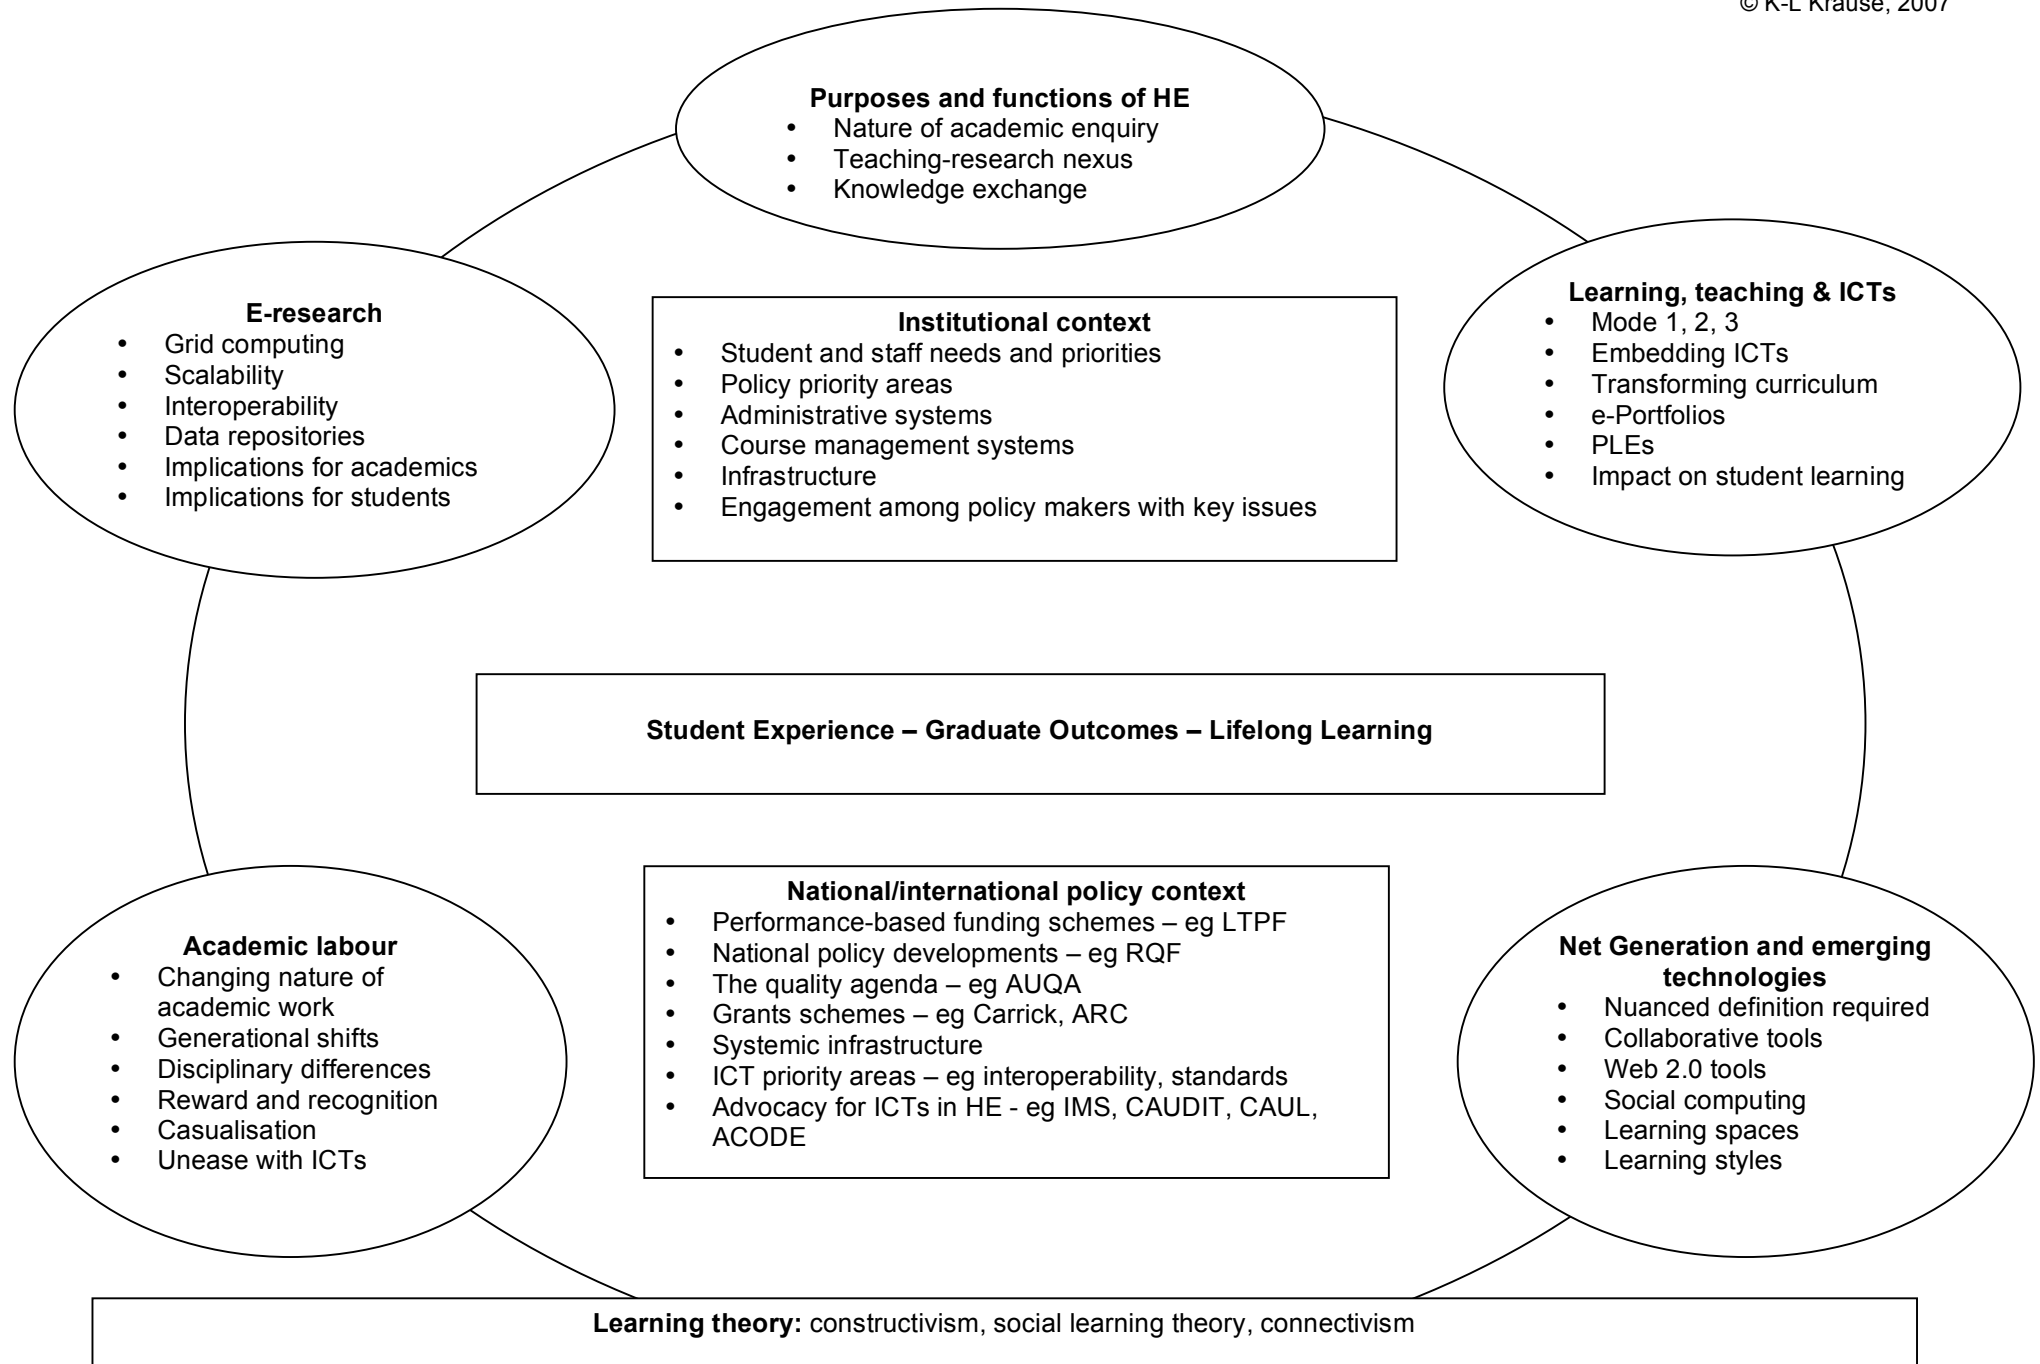 © K-L Krause, 2007
Purposes and functions of HE
• Nature of academic enquiry
• Teaching-research nexus
• Knowledge exchange
E-research
• Grid computing
• Scalability
• Interoperability
• Data repositories
• Implications for academics
• Implications for students
Institutional context
• Student and staff needs and priorities
• Policy priority areas
• Administrative systems
• Course management systems
• Infrastructure
• Engagement among policy makers with key issues
Learning, teaching & ICTs
• Mode 1, 2, 3
• Embedding ICTs
• Transforming curriculum
• e-Portfolios
• PLEs
• Impact on student learning
Student Experience – Graduate Outcomes – Lifelong Learning
Academic labour
• Changing nature of
academic work
• Generational shifts
• Disciplinary differences
• Reward and recognition
• Casualisation
• Unease with ICTs
National/international policy context
• Performance-based funding schemes – eg LTPF
• National policy developments – eg RQF
• The quality agenda – eg AUQA
• Grants schemes – eg Carrick, ARC
• Systemic infrastructure
• ICT priority areas – eg interoperability, standards
• Advocacy for ICTs in HE - eg IMS, CAUDIT, CAUL,
ACODE
Net Generation and emerging
technologies
• Nuanced definition required
• Collaborative tools
• Web 2.0 tools
• Social computing
• Learning spaces
• Learning styles
Learning theory: constructivism, social learning theory, connectivism